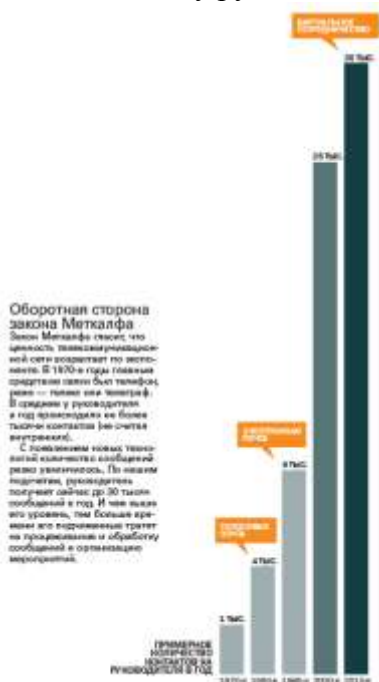 ВИРТУАЛЬНОЕ
СОТРУДНИЧЕСТВО
30 ТЫС.
25 ТЫС.
Оборотная сторона
закона Меткалфа
Закон Меткалфа гласит, что
ценность телекоммуникацион-
ной сети возрастает по экспо-
ненте. В 1970-е годы главным
средством связи был телефон,
реже — телекс или телеграф.
В среднем у руководителя
в год происходило не более
тысячи контактов (не считая
внутренних).
С появлением новых техно-
логий количество сообщений
резко увеличилось. По нашим
подсчетам, руководитель
получает сейчас до 30 тысяч
сообщений в год. И чем выше
его уровень, тем больше вре-
мени его подчиненные тратят
на процеживание и обработку
сообщений и организацию
мероприятий.
ЭЛЕКТРОННАЯ
ПОЧТА
9 ТЫС.
ГОЛОСОВАЯ
ПОЧТА
4 ТЫС.
1 ТЫС.
ПРИМЕРНОЕ
КОЛИЧЕСТВО
КОНТАКТОВ НА
РУКОВОДИТЕЛЯ В ГОД
1970-е 1980-е 1990-е 2000-е 2010-е